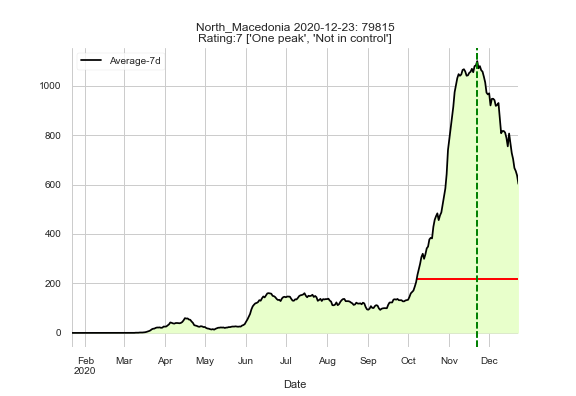 North_Macedonia 2020-12-23: 79815
Rating:7 ['One peak', 'Not in control']
Average-7d
1000
800
600
400
200
0
Feb Mar Apr May Jun Jul Aug Sep Oct Nov Dec
2020
Date